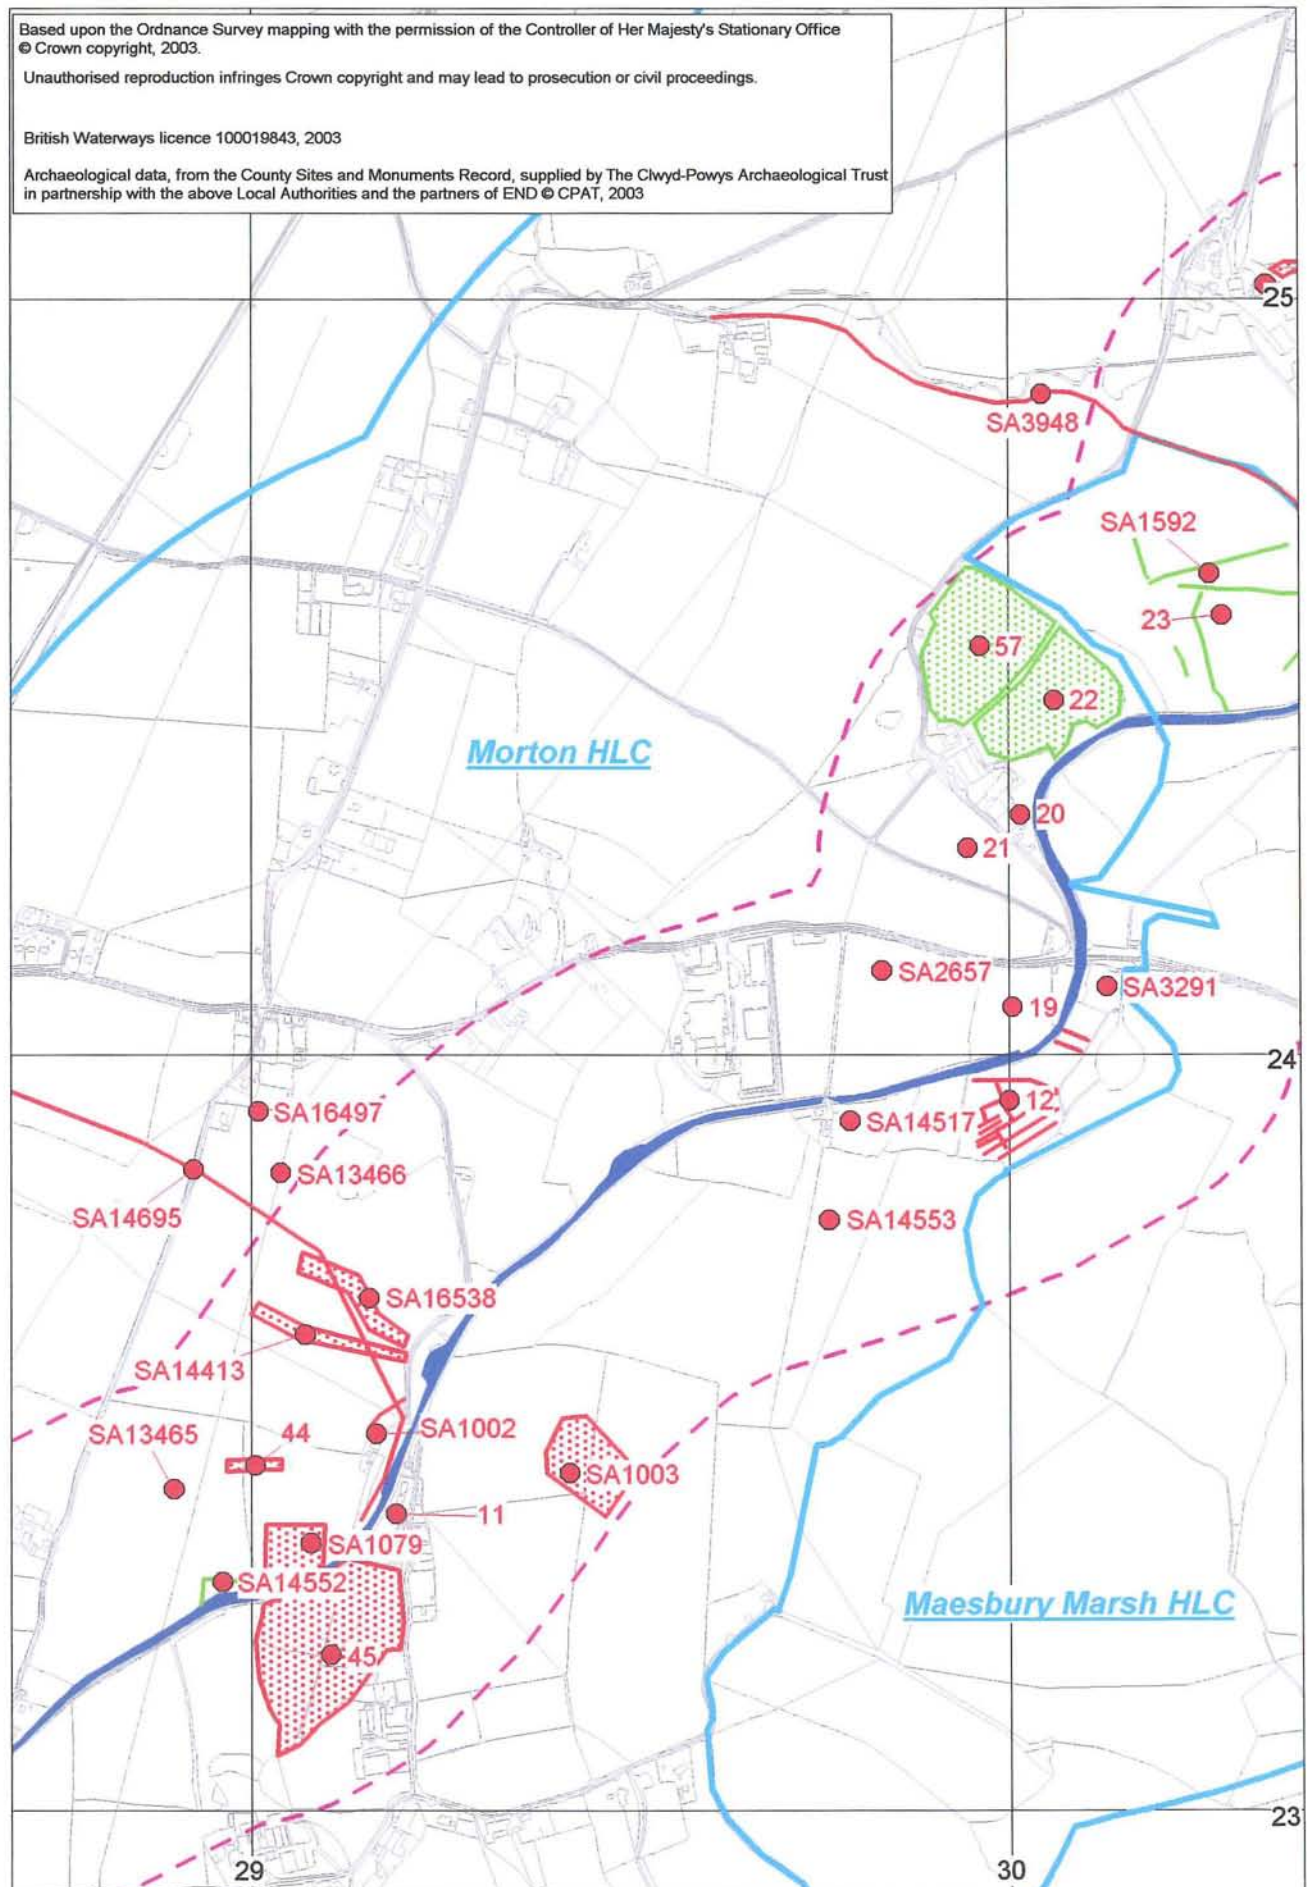 Based upon the Ordnance Survey mapping with the permission of the Controller of Her Majesty's Stationary Office
© Crown copyright, 2003.
Unauthorised reproduction infringes Crown copyright and may lead to prosecution or civil proceedings.
British Waterways licence 100019843, 2003
Archaeological data, from the County Sites and Monuments Record, supplied by The Clwyd-Powys Archaeological Trust
in partnership with the above Local Authorities and the partners of END © CPAT, 2003
25
SA3948
SA1592
23
57
22
Morton HLC
20
21
SA2657
SA3291
19
24
12
SA16497
SA14517
SA13466
SA14695
SA14553
SA16538
SA14413
SA1002
SA13465
44
SA1003
11
SA1079
SA14552
Maesbury Marsh HLC
45
23
29
30